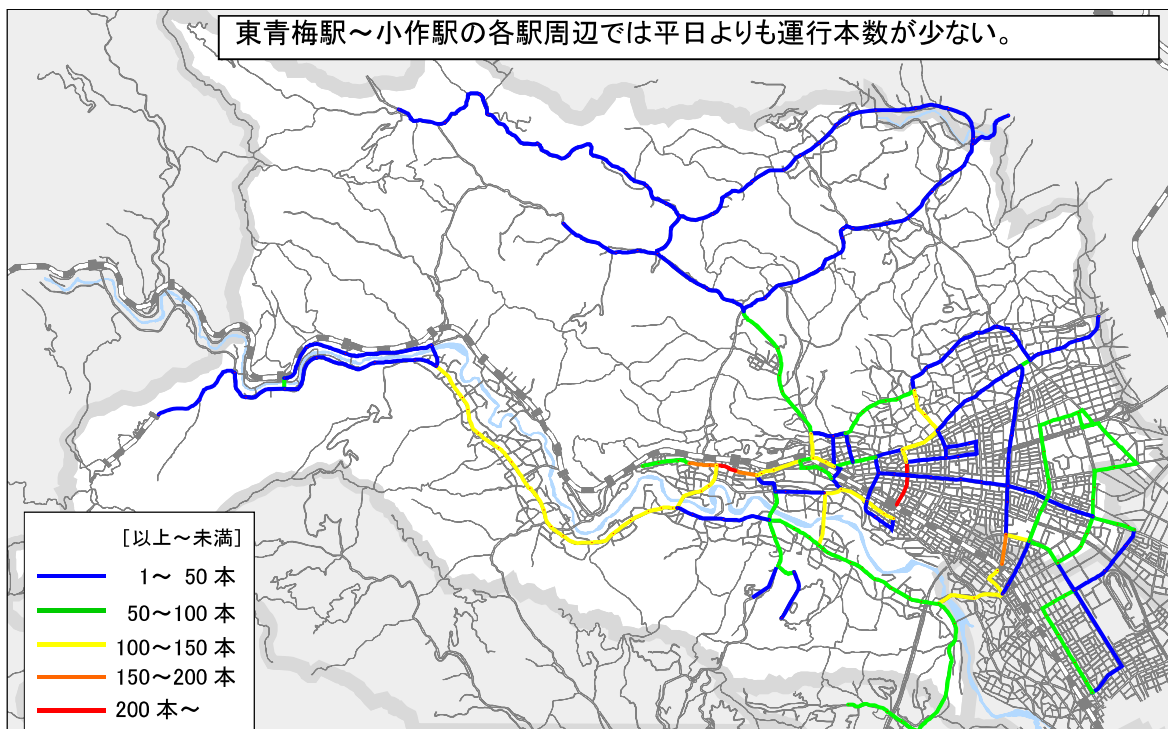 東青梅駅～小作駅の各駅周辺では平日よりも運行本数が少ない。
[以上～未満]
1～ 50 本
50～100 本
100～150 本
150～200 本
200 本～